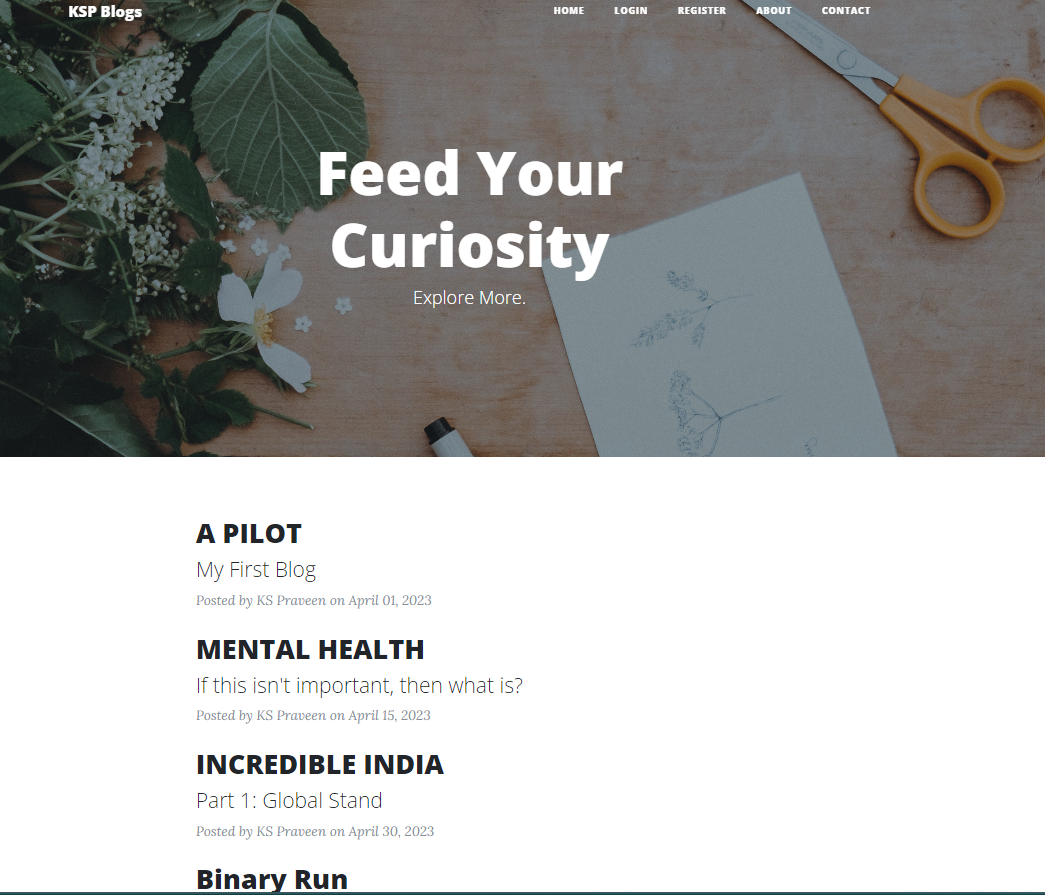 KSP Blogs
HOME LOGIN REGISTER ABOUT CONTACT
Feed Your
Curiosity
Explore More.
A PILOT
My First Blog
Posted by KS Praveen on April 01, 2023
MENTAL HEALTH
If this isn't important, then what is?
Posted by KS Praveen on April 15, 2023
INCREDIBLE INDIA
Part 1: Global Stand
Posted by KS Praveen on April 30, 2023
Binary Run